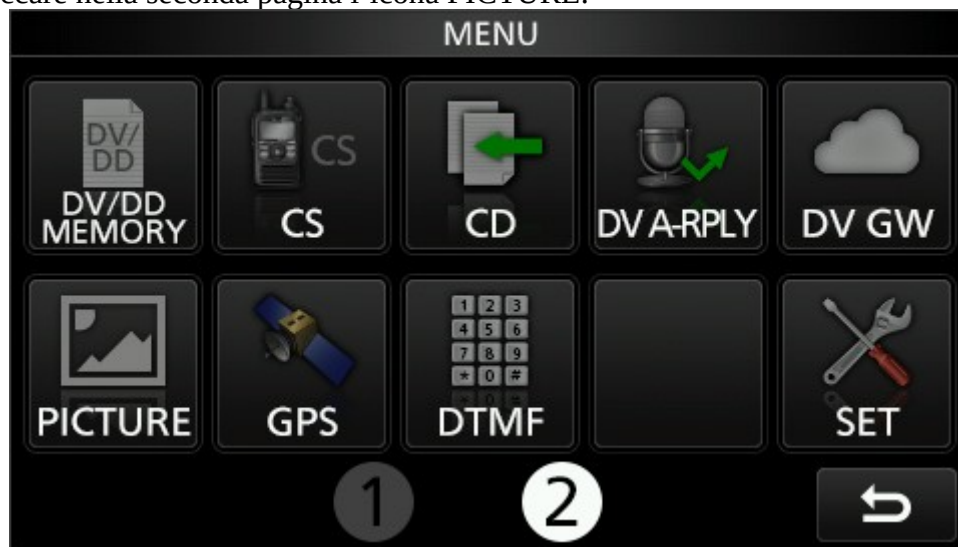 ccare nella seconda pagina l'icona PICTURE.
MENU
DV/DD
DV/DD MEMORY
CS
CS
CD
DV A-RPLY
DV GW
PICTURE
GPS
1 2 3
4 5 6
7 8 9
* 0 #
DTMF
SET
1
2